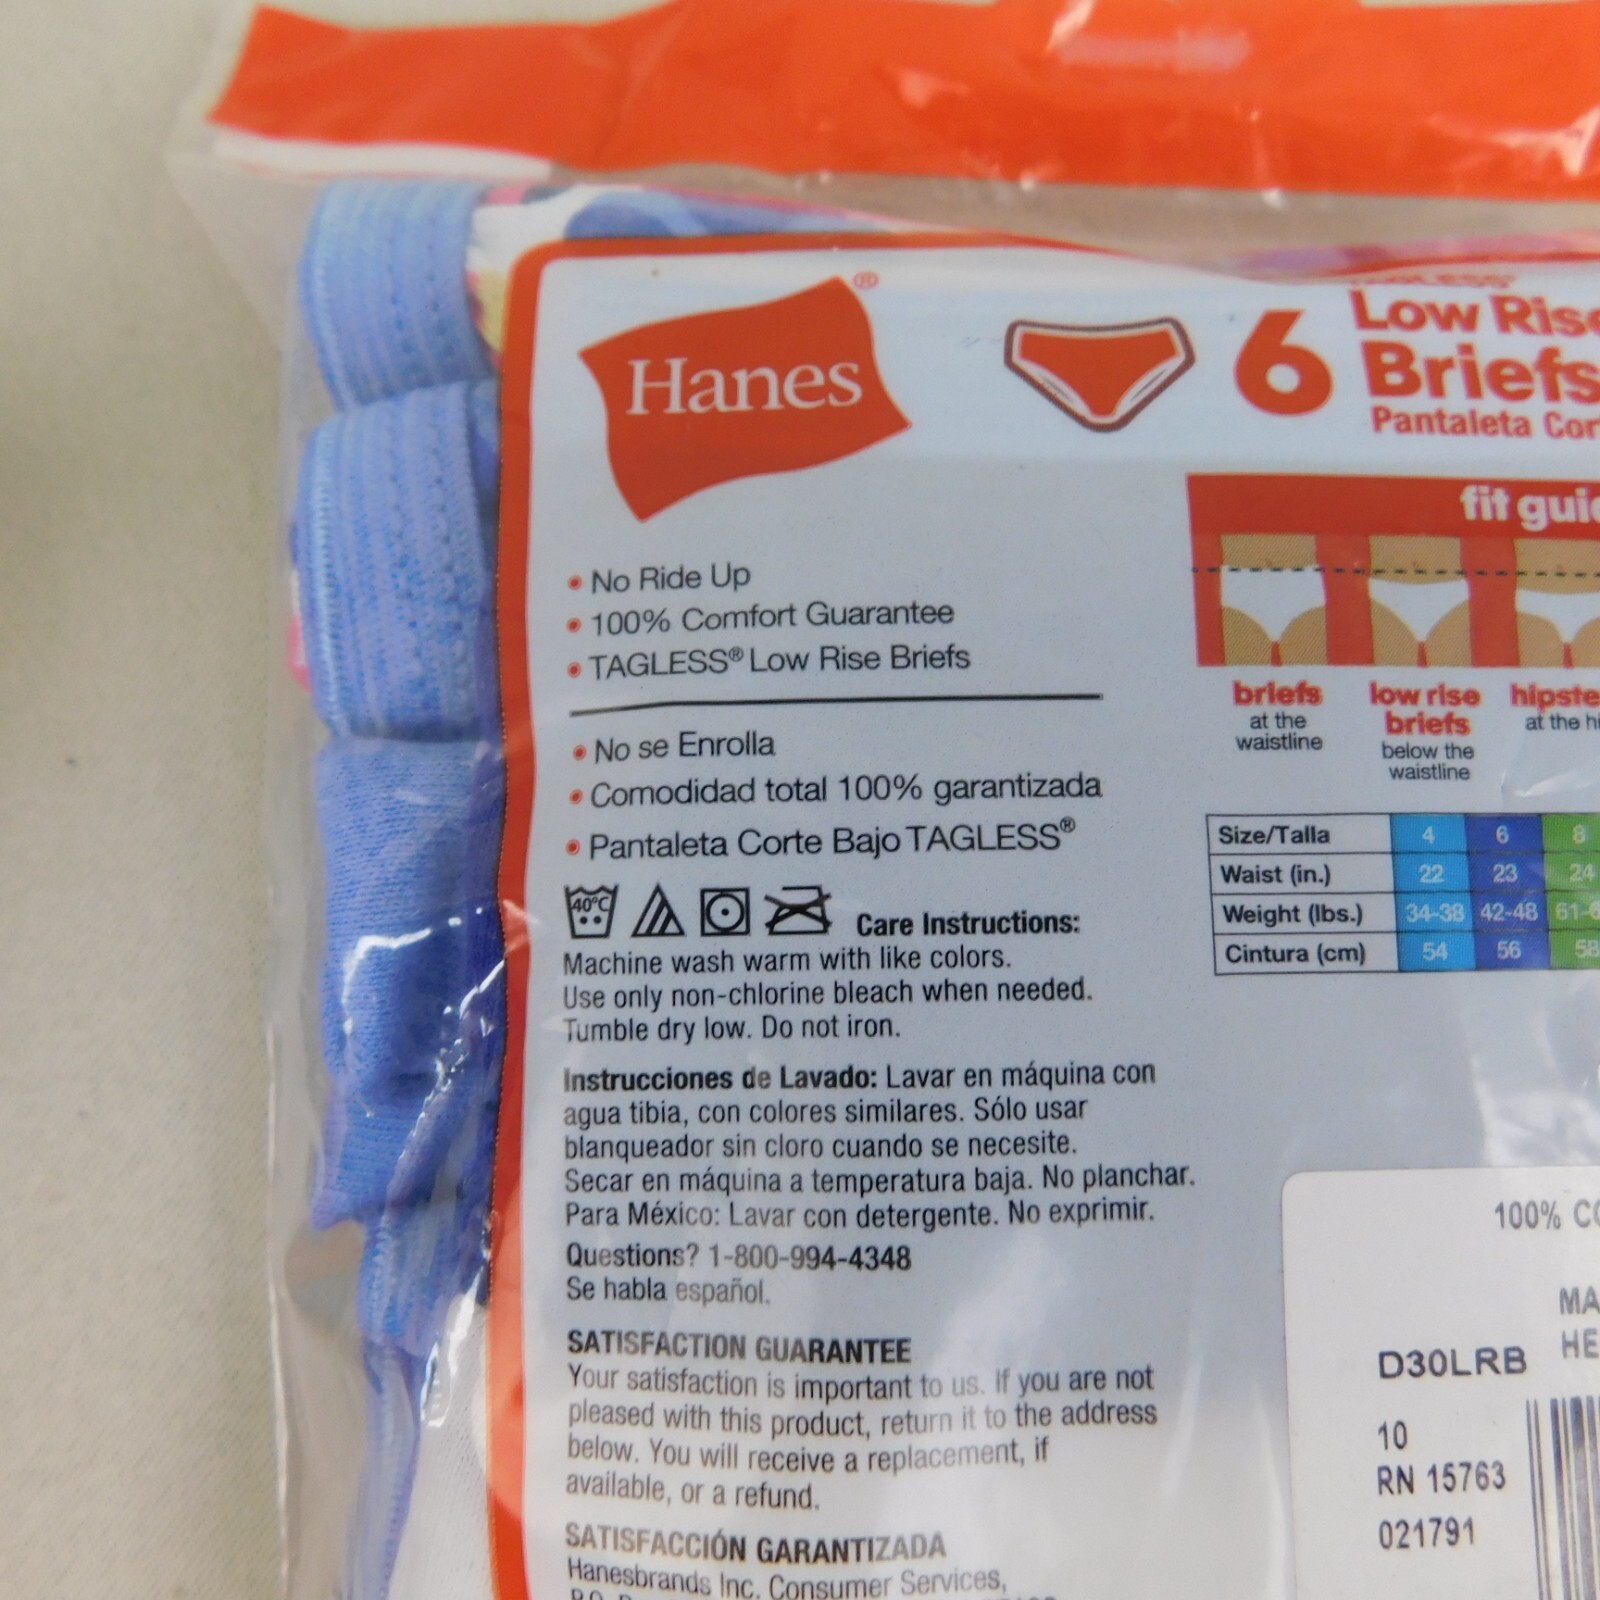 Hanes®
6
Low Rise
Briefs
Pantaleta
fit
• No Ride Up
• 100% Comfort Guarantee
• TAGLESS® Low Rise Briefs
• No se Enrolla
• Comodidad total 100% garantizada
• Pantaleta Corte Bajo TAGLESS®
briefs
at the
waistline
low rise
briefs
below the
waistline
at the
Size/Talla 4 6 8
Waist (in.) 22 23 24
Weight (lbs.) 34-38 42-48
Cintura (cm) 54 56 58
40°C
Care Instructions:
Machine wash warm with like colors.
Use only non-chlorine bleach when needed.
Tumble dry low. Do not iron.
Instrucciones de Lavado: Lavar en máquina con
agua tibia, con colores similares. Sólo usar
blanqueador sin cloro cuando se necesite.
Secar en máquina a temperatura baja. No planchar.
Para México: Lavar con detergente. No exprimir.
Questions? 1-800-994-4348
Se habla español.
SATISFACTION GUARANTEE
Your satisfaction is important to us. If you are not
pleased with this product, return it to the address
below. You will receive a replacement, if
available, or a refund.
SATISFACCIÓN GARANTIZADA
Hanesbrands Inc. Consumer Services,
100%
D30LRB
10
RN 15763
021791